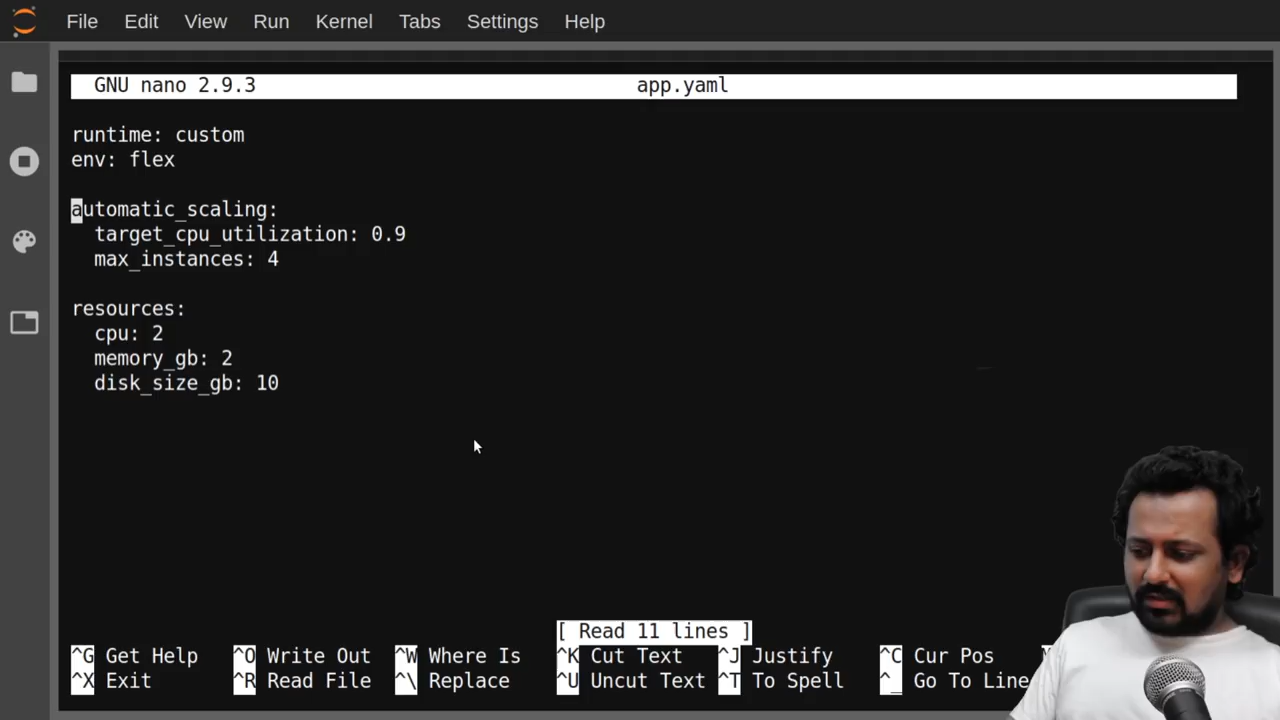 File Edit View Run Kernel Tabs Settings Help
GNU nano 2.9.3 app.yaml
runtime: custom
env: flex
automatic_scaling:
target_cpu_utilization: 0.9
max_instances: 4
resources:
cpu: 2
memory_gb: 2
disk_size_gb: 10
[ Read 11 lines ]
^G Get Help ^O Write Out ^W Where Is ^K Cut Text ^J Justify ^C Cur Pos
^X Exit ^R Read File ^\ Replace ^U Uncut Text ^T To Spell ^_ Go To Line